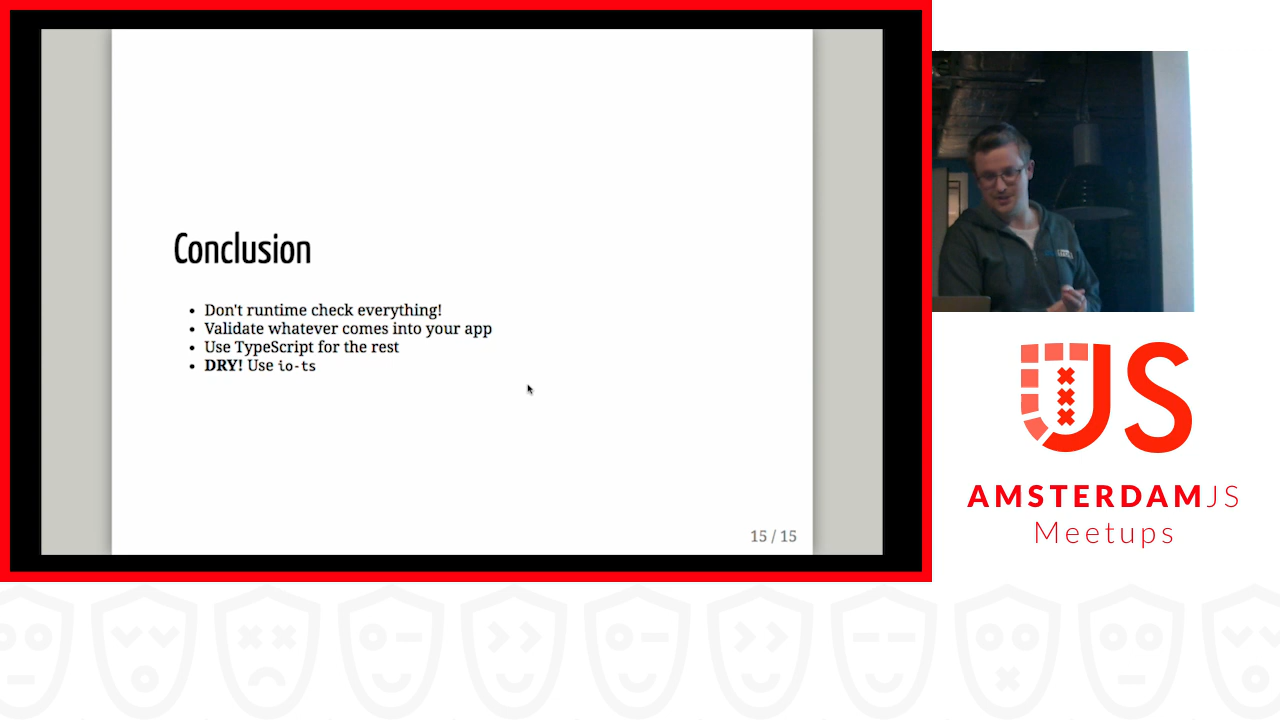 Conclusion
Don't runtime check everything!
Validate whatever comes into your app
Use TypeScript for the rest
DRY! Use io-ts
15 / 15
JS
AMSTERDAMJS
Meetups